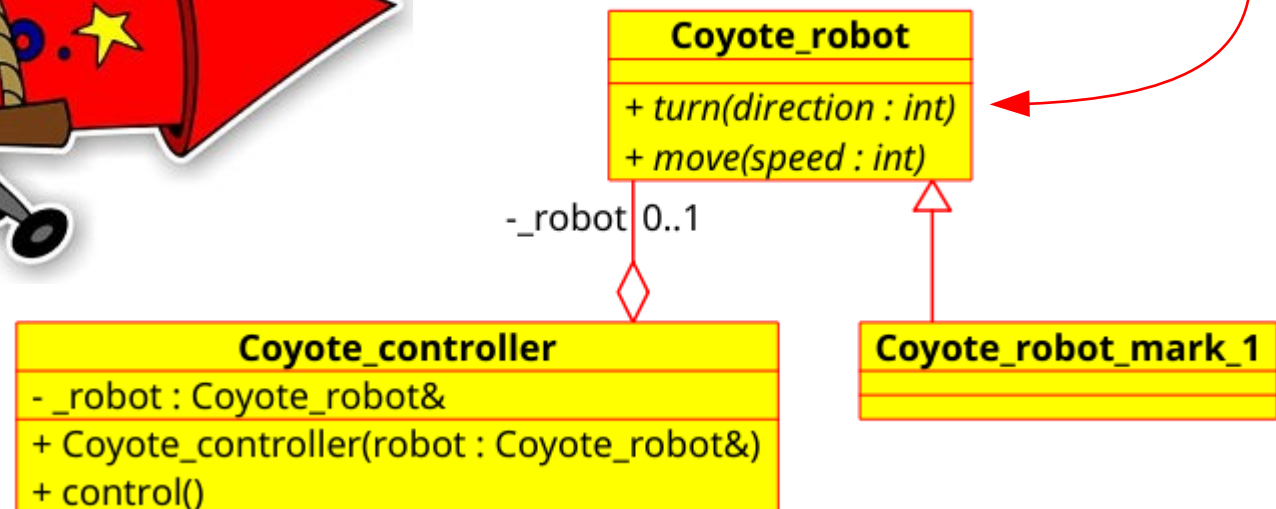 Coyote_robot
+ turn(direction : int)
+ move(speed : int)
-_robot 0..1
Coyote_controller
- _robot : Coyote_robot&
+ Coyote_controller(robot : Coyote_robot&)
+ control()
Coyote_robot_mark_1